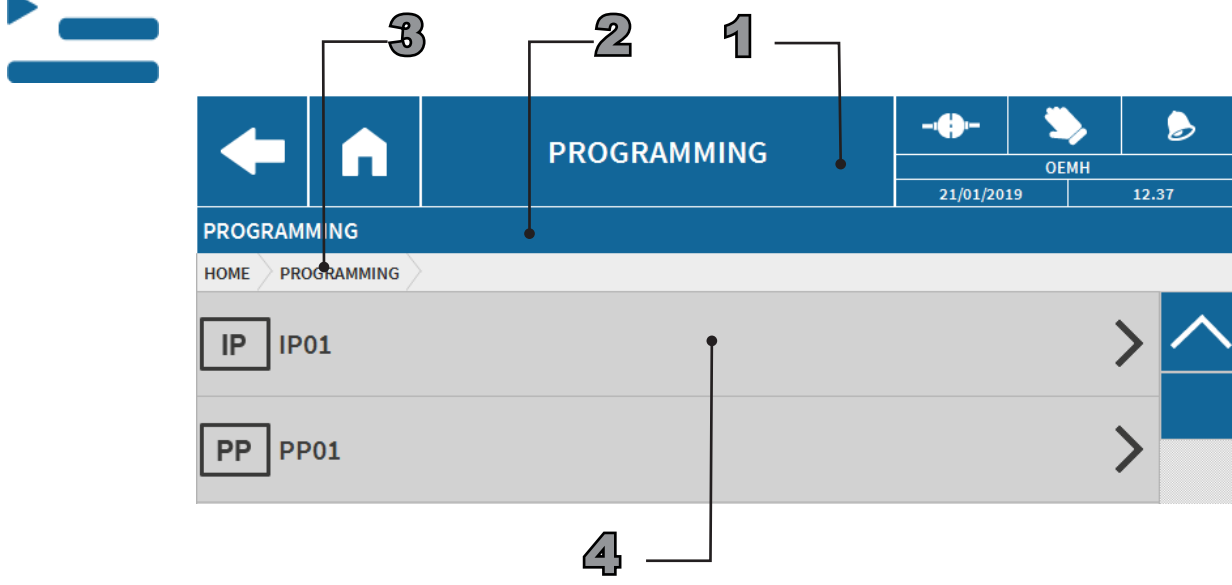 3 2 1
PROGRAMMING
OEMH
21/01/2019 12.37
PROGRAMMING
HOME PROGRAMMING
IP IP01
PP PP01
4